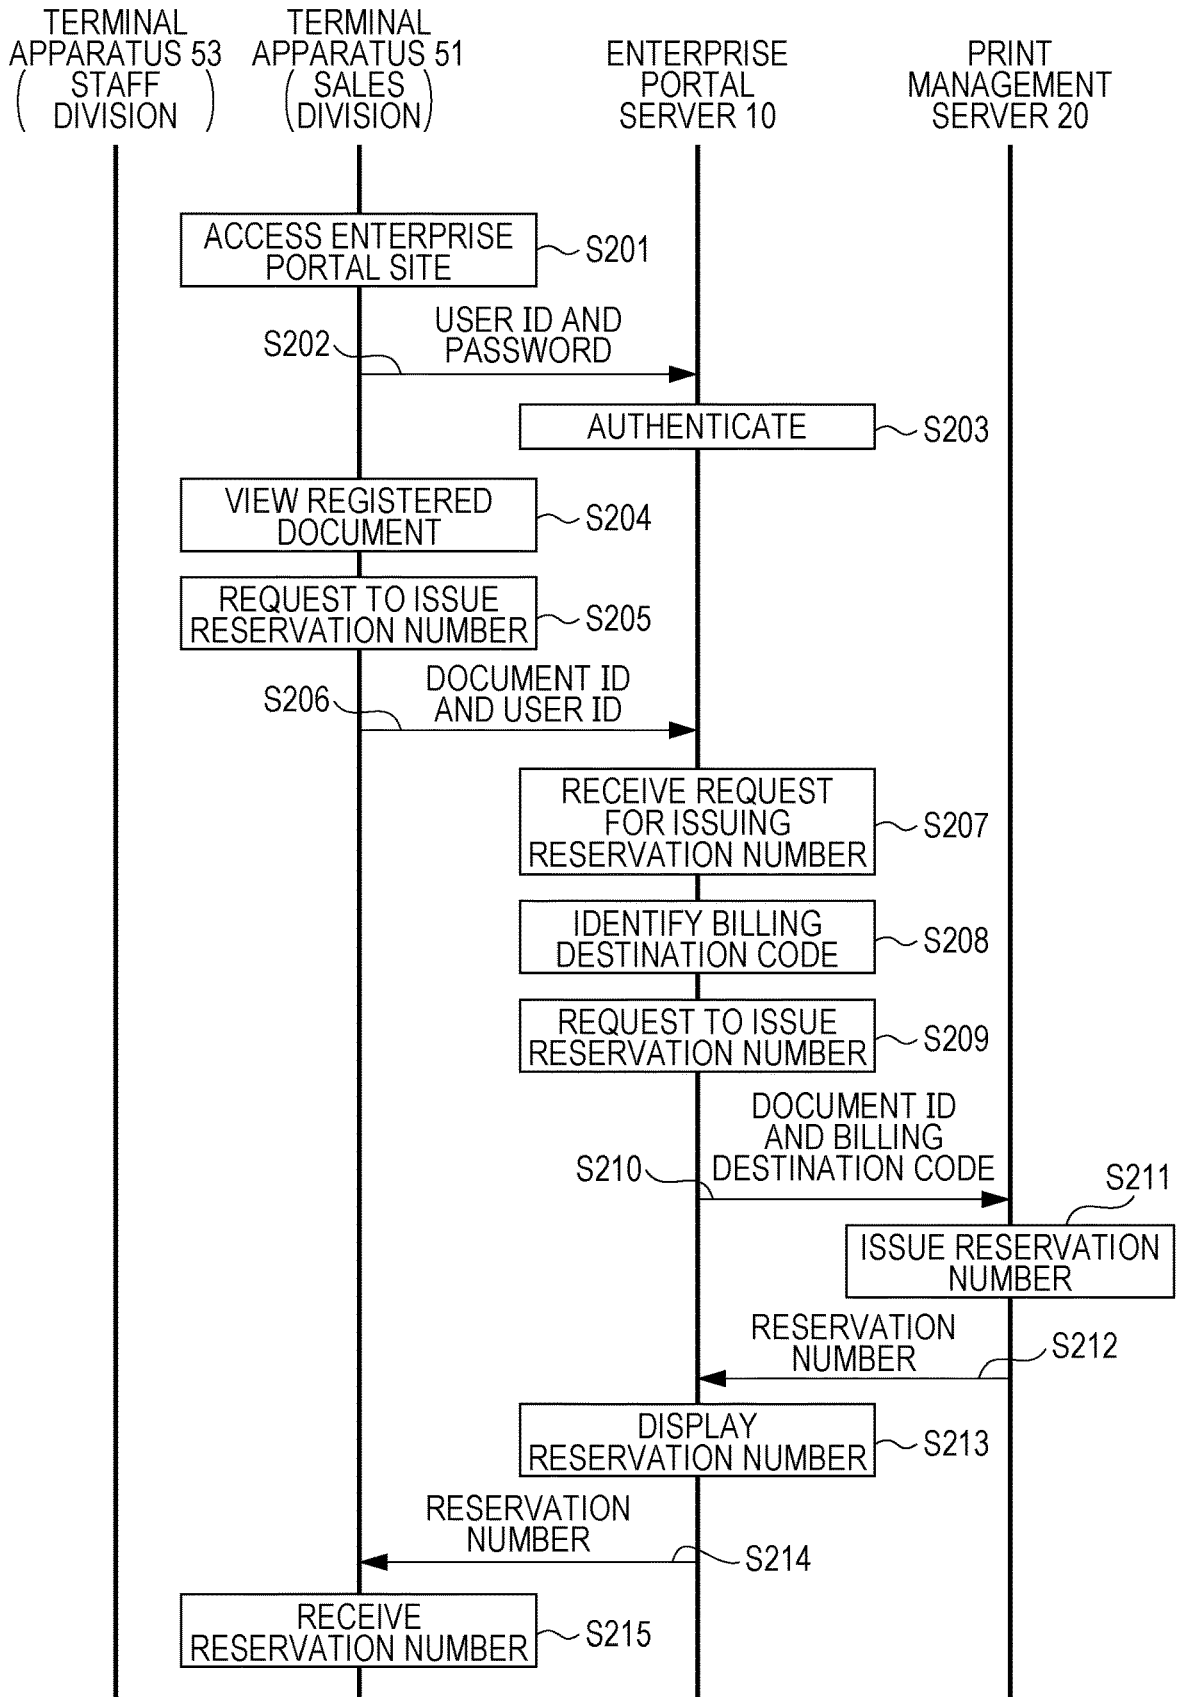 TERMINAL
APPARATUS 53
(STAFF
DIVISION)
TERMINAL
APPARATUS 51
(SALES
DIVISION)
ENTERPRISE
PORTAL
SERVER 10
PRINT
MANAGEMENT
SERVER 20
ACCESS ENTERPRISE
PORTAL SITE
S201
USER ID AND
PASSWORD
S202
AUTHENTICATE
S203
VIEW REGISTERED
DOCUMENT
S204
REQUEST TO ISSUE
RESERVATION NUMBER
S205
DOCUMENT ID
AND USER ID
S206
RECEIVE REQUEST
FOR ISSUING
RESERVATION NUMBER
S207
IDENTIFY BILLING
DESTINATION CODE
S208
REQUEST TO ISSUE
RESERVATION NUMBER
S209
DOCUMENT ID
AND BILLING
DESTINATION CODE
S210
S211
ISSUE RESERVATION
NUMBER
RESERVATION
NUMBER
S212
DISPLAY
RESERVATION NUMBER
S213
RESERVATION
NUMBER
S214
RECEIVE
RESERVATION NUMBER
S215